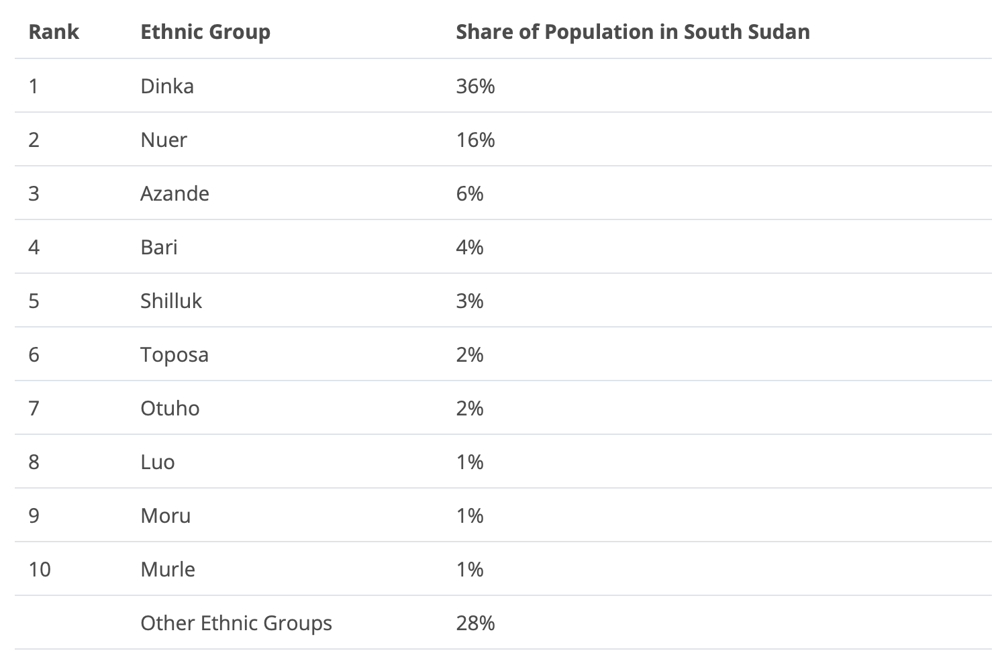 Rank Ethnic Group Share of Population in South Sudan
1 Dinka 36%
2 Nuer 16%
3 Azande 6%
4 Bari 4%
5 Shilluk 3%
6 Toposa 2%
7 Otuho 2%
8 Luo 1%
9 Moru 1%
10 Murle 1%
Other Ethnic Groups 28%